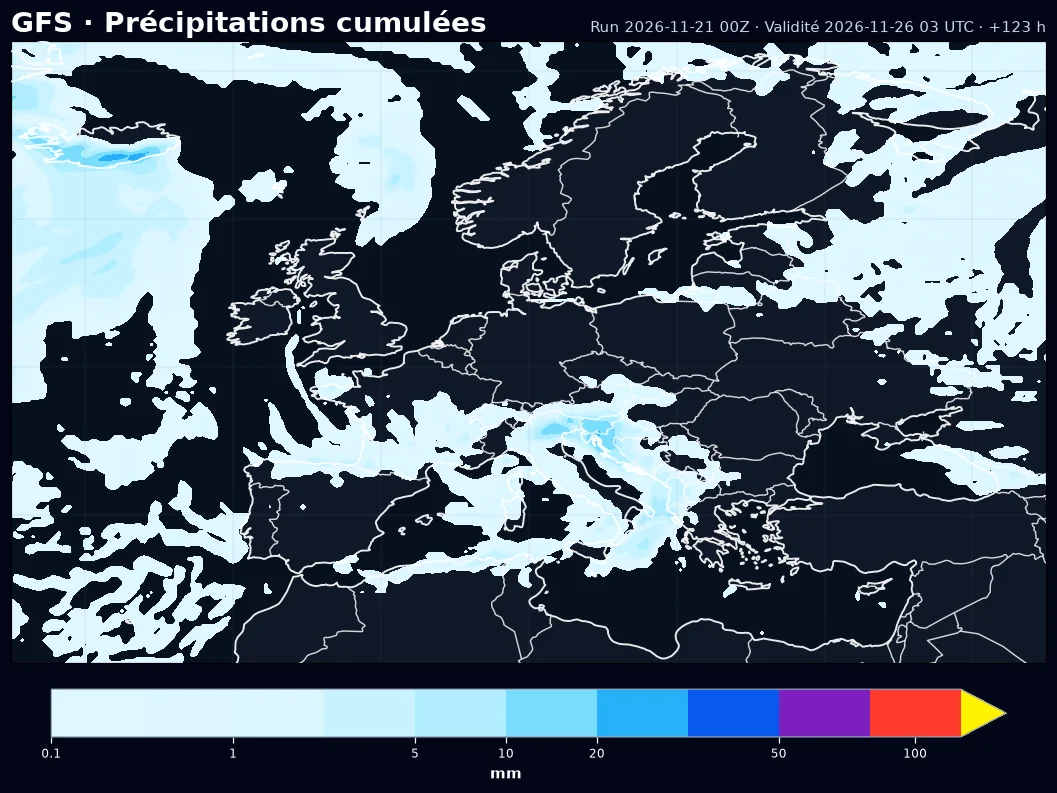 GFS · Précipitations cumulées
Run 2026-11-21 00Z · Validité 2026-11-26 03 UTC · +123 h
0.1 1 5 10 20 50 100
mm